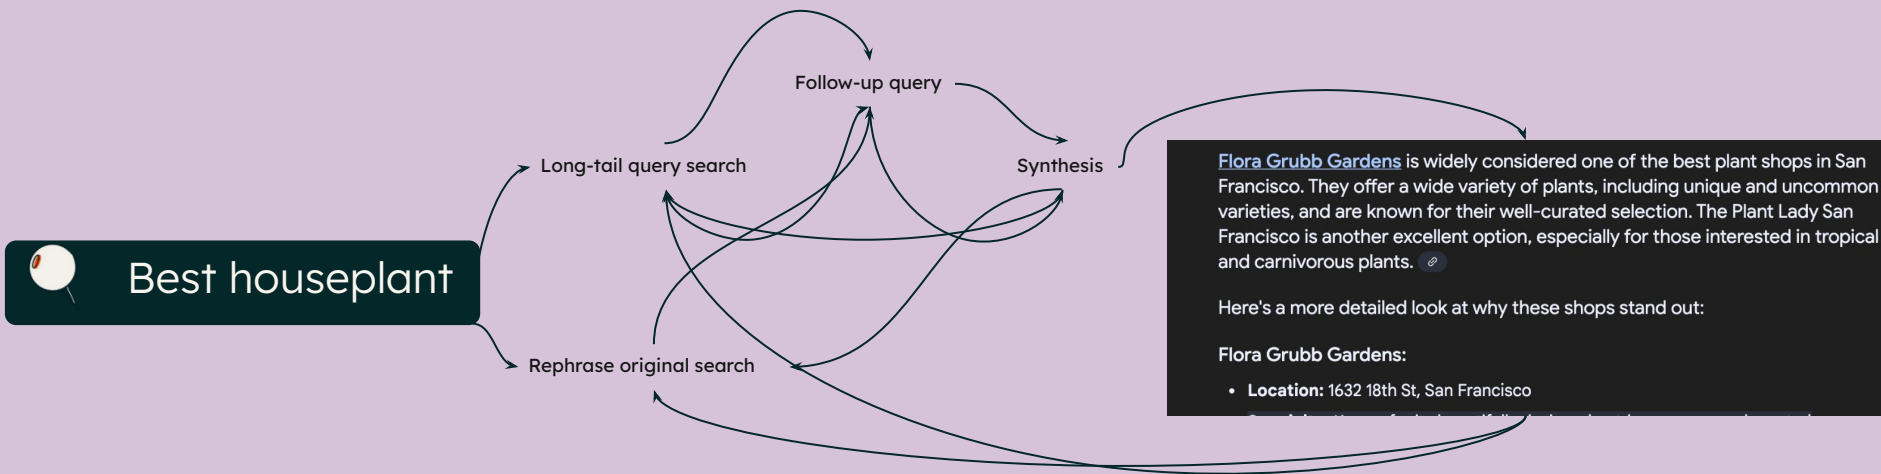 Follow-up query
Long-tail query search
Synthesis
Best houseplant
Rephrase original search
Flora Grubb Gardens is widely considered one of the best plant shops in San
Francisco. They offer a wide variety of plants, including unique and uncommon
varieties, and are known for their well-curated selection. The Plant Lady San
Francisco is another excellent option, especially for those interested in tropical
and carnivorous plants.
Here's a more detailed look at why these shops stand out:
Flora Grubb Gardens:
• Location: 1632 18th St, San Francisco